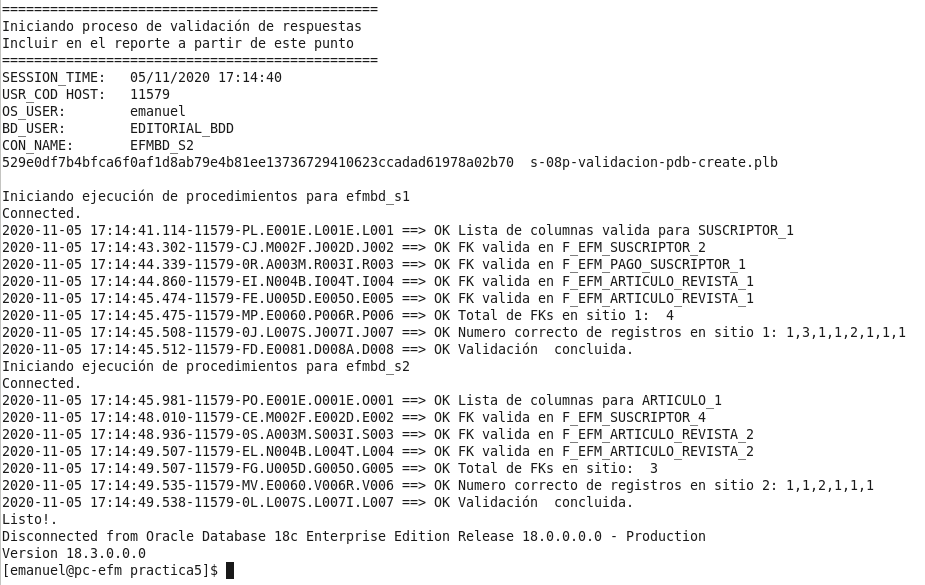 ===============================================
Iniciando proceso de validación de respuestas
Incluir en el reporte a partir de este punto
===============================================
SESSION_TIME:   05/11/2020 17:14:40
USR_COD HOST:   11579
OS_USER:        emanuel
BD_USER:        EDITORIAL_BDD
CON_NAME:       EFMBD_S2
529e0df7b4bfca6f0af1d8ab79e4b81ee13736729410623ccadad61978a02b70  s-08p-validacion-pdb-create.plb
Iniciando ejecución de procedimientos para efmbd_s1
Connected.
2020-11-05 17:14:41.114-11579-PL.E001E.L001E.L001 ==> OK Lista de columnas valida para SUSCRIPTOR_1
2020-11-05 17:14:43.302-11579-CJ.M002F.J002D.J002 ==> OK FK valida en F_EFM_SUSCRIPTOR_2
2020-11-05 17:14:44.339-11579-0R.A003M.R003I.R003 ==> OK FK valida en F_EFM_PAGO_SUSCRIPTOR_1
2020-11-05 17:14:44.860-11579-EI.N004B.I004T.I004 ==> OK FK valida en F_EFM_ARTICULO_REVISTA_1
2020-11-05 17:14:45.474-11579-FE.U005D.E005O.E005 ==> OK FK valida en F_EFM_ARTICULO_REVISTA_1
2020-11-05 17:14:45.475-11579-MP.E0060.P006R.P006 ==> OK Total de FKs en sitio 1:  4
2020-11-05 17:14:45.508-11579-0J.L007S.J007I.J007 ==> OK Numero correcto de registros en sitio 1: 1,3,1,1,2,1,1,1
2020-11-05 17:14:45.512-11579-FD.E0081.D008A.D008 ==> OK Validación  concluida.
Iniciando ejecución de procedimientos para efmbd_s2
Connected.
2020-11-05 17:14:45.981-11579-PO.E001E.O001E.O001 ==> OK Lista de columnas para ARTICULO_1
2020-11-05 17:14:48.010-11579-CE.M002F.E002D.E002 ==> OK FK valida en F_EFM_SUSCRIPTOR_4
2020-11-05 17:14:48.936-11579-0S.A003M.S003I.S003 ==> OK FK valida en F_EFM_ARTICULO_REVISTA_2
2020-11-05 17:14:49.507-11579-EL.N004B.L004T.L004 ==> OK FK valida en F_EFM_ARTICULO_REVISTA_2
2020-11-05 17:14:49.507-11579-FG.U005D.G005O.G005 ==> OK Total de FKs en sitio:  3
2020-11-05 17:14:49.535-11579-MV.E0060.V006R.V006 ==> OK Numero correcto de registros en sitio 2: 1,1,2,1,1,1
2020-11-05 17:14:49.538-11579-0L.L007S.L007I.L007 ==> OK Validación  concluida.
Listo!.
Disconnected from Oracle Database 18c Enterprise Edition Release 18.0.0.0.0 - Production
Version 18.3.0.0.0
[emanuel@pc-efm practica5]$